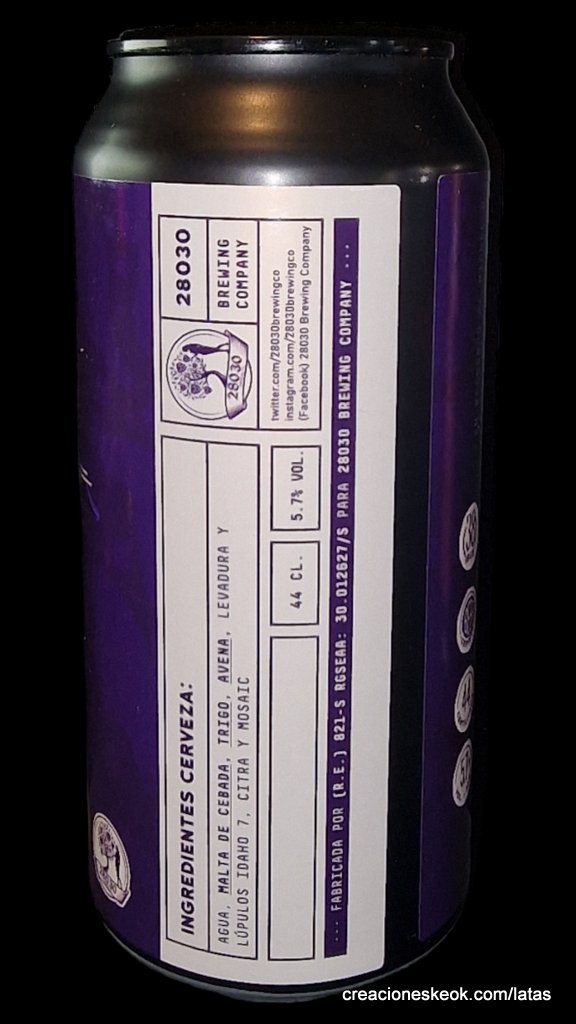 INGREDIENTES CERVEZA:
AGUA, MALTA DE CEBADA, TRIGO, AVENA, LEVADURA Y
LÚPULOS IDAHO 7, CITRA Y MOSAIC
28030
28030
BREWING
COMPANY
44 CL.
5.7% VOL.
twitter.com/28030brewingco
instagram.com/28030brewingco
(Facebook) 28030 Brewing Company
... FABRICADA POR (R.E.) 821-S RGSEAA: 30.012627/S PARA 28030 BREWING COMPANY ...
44
creacioneskeok.com/latas